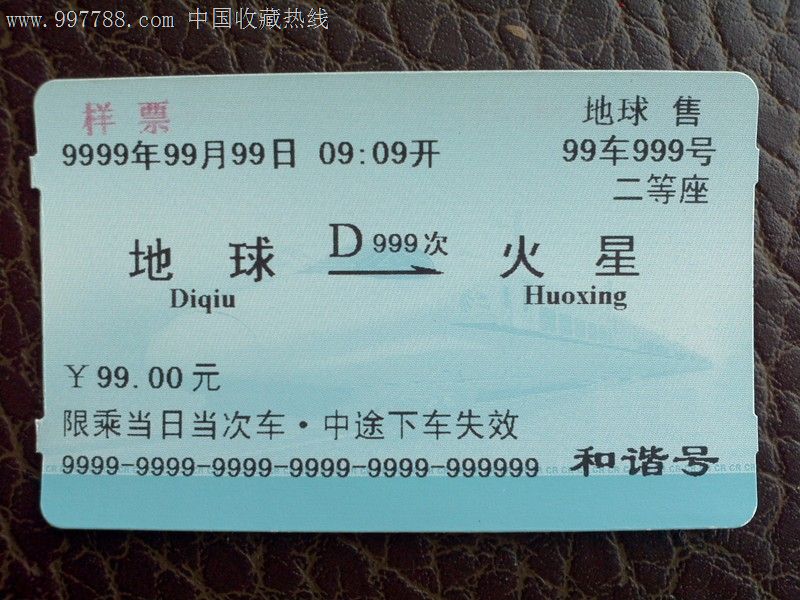 www.997788.com 中国收藏热线
样票
地球 售
9999年99月99日 09:09开
99车999号
二等座
地球
D 999次
火星
Diqiu
Huoxing
￥99.00元
限乘当日当次车·中途下车失效
9999-9999-9999-9999-9999-999999
和谐号